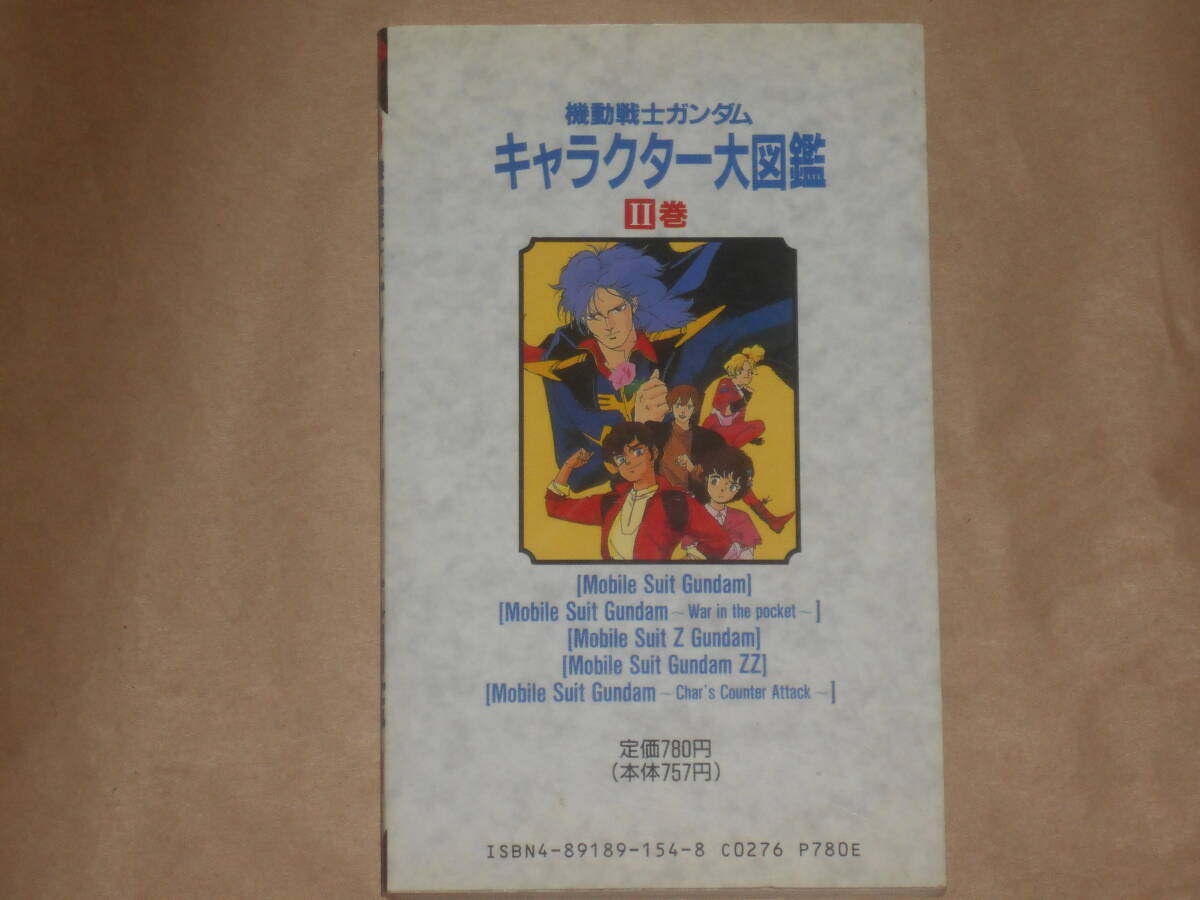 機動戦士ガンダム
キャラクター大図鑑
II巻
[Mobile Suit Gundam]
[Mobile Suit Gundam ~ War in the pocket ~]
[Mobile Suit Z Gundam]
[Mobile Suit Gundam ZZ]
[Mobile Suit Gundam ~ Char's Counter Attack ~]
定価780円
(本体757円)
ISBN4-89189-154-8 C0276 P780E